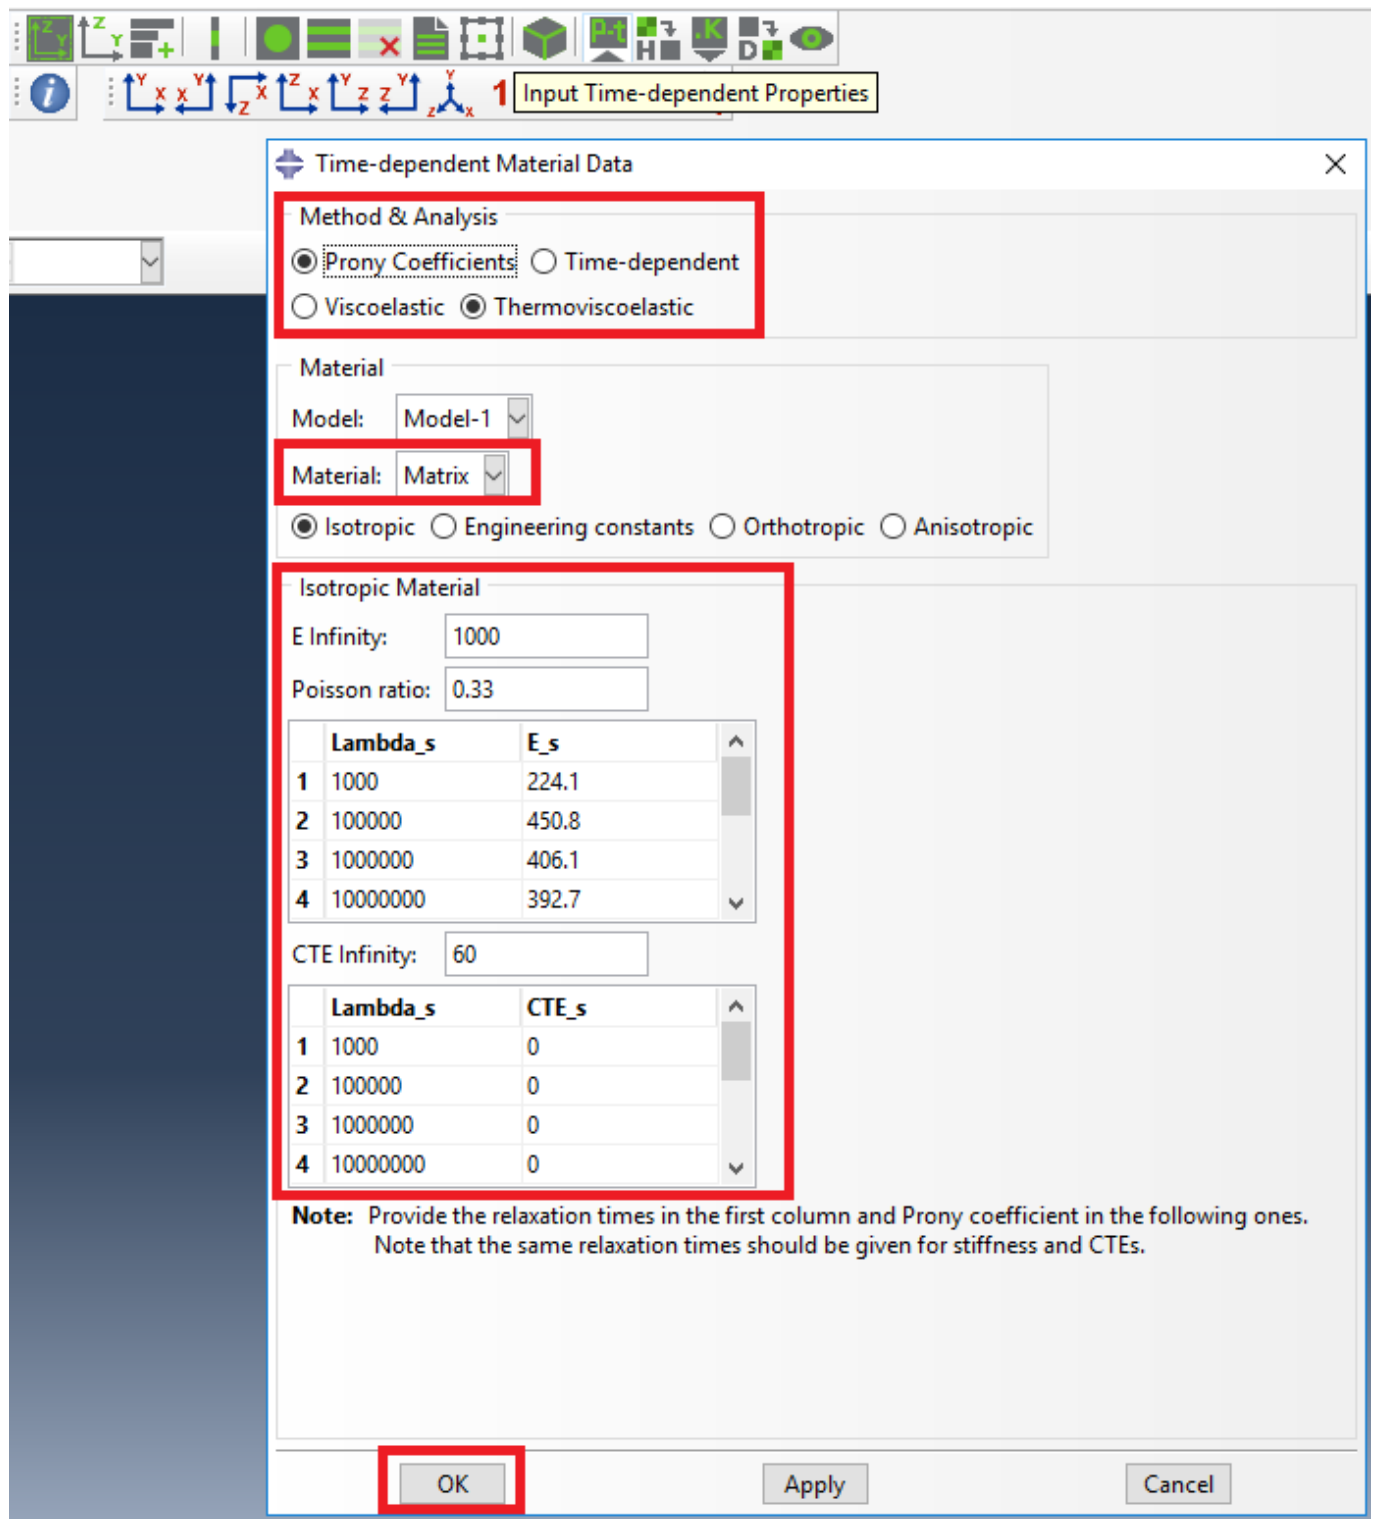 Z Y Z Y P-t H .K D
Y X X Y X Z Z X Y Z Z Y Y Z X 1 Input Time-dependent Properties
Time-dependent Material Data
Method & Analysis
Prony Coefficients Time-dependent
Viscoelastic Thermoviscoelastic
Material
Model: Model-1
Material: Matrix
Isotropic Engineering constants Orthotropic Anisotropic
Isotropic Material
E Infinity: 1000
Poisson ratio: 0.33
Lambda_s E_s
1 1000 224.1
2 100000 450.8
3 1000000 406.1
4 10000000 392.7
CTE Infinity: 60
Lambda_s CTE_s
1 1000 0
2 100000 0
3 1000000 0
4 10000000 0
Note: Provide the relaxation times in the first column and Prony coefficient in the following ones.
Note that the same relaxation times should be given for stiffness and CTEs.
OK Apply Cancel